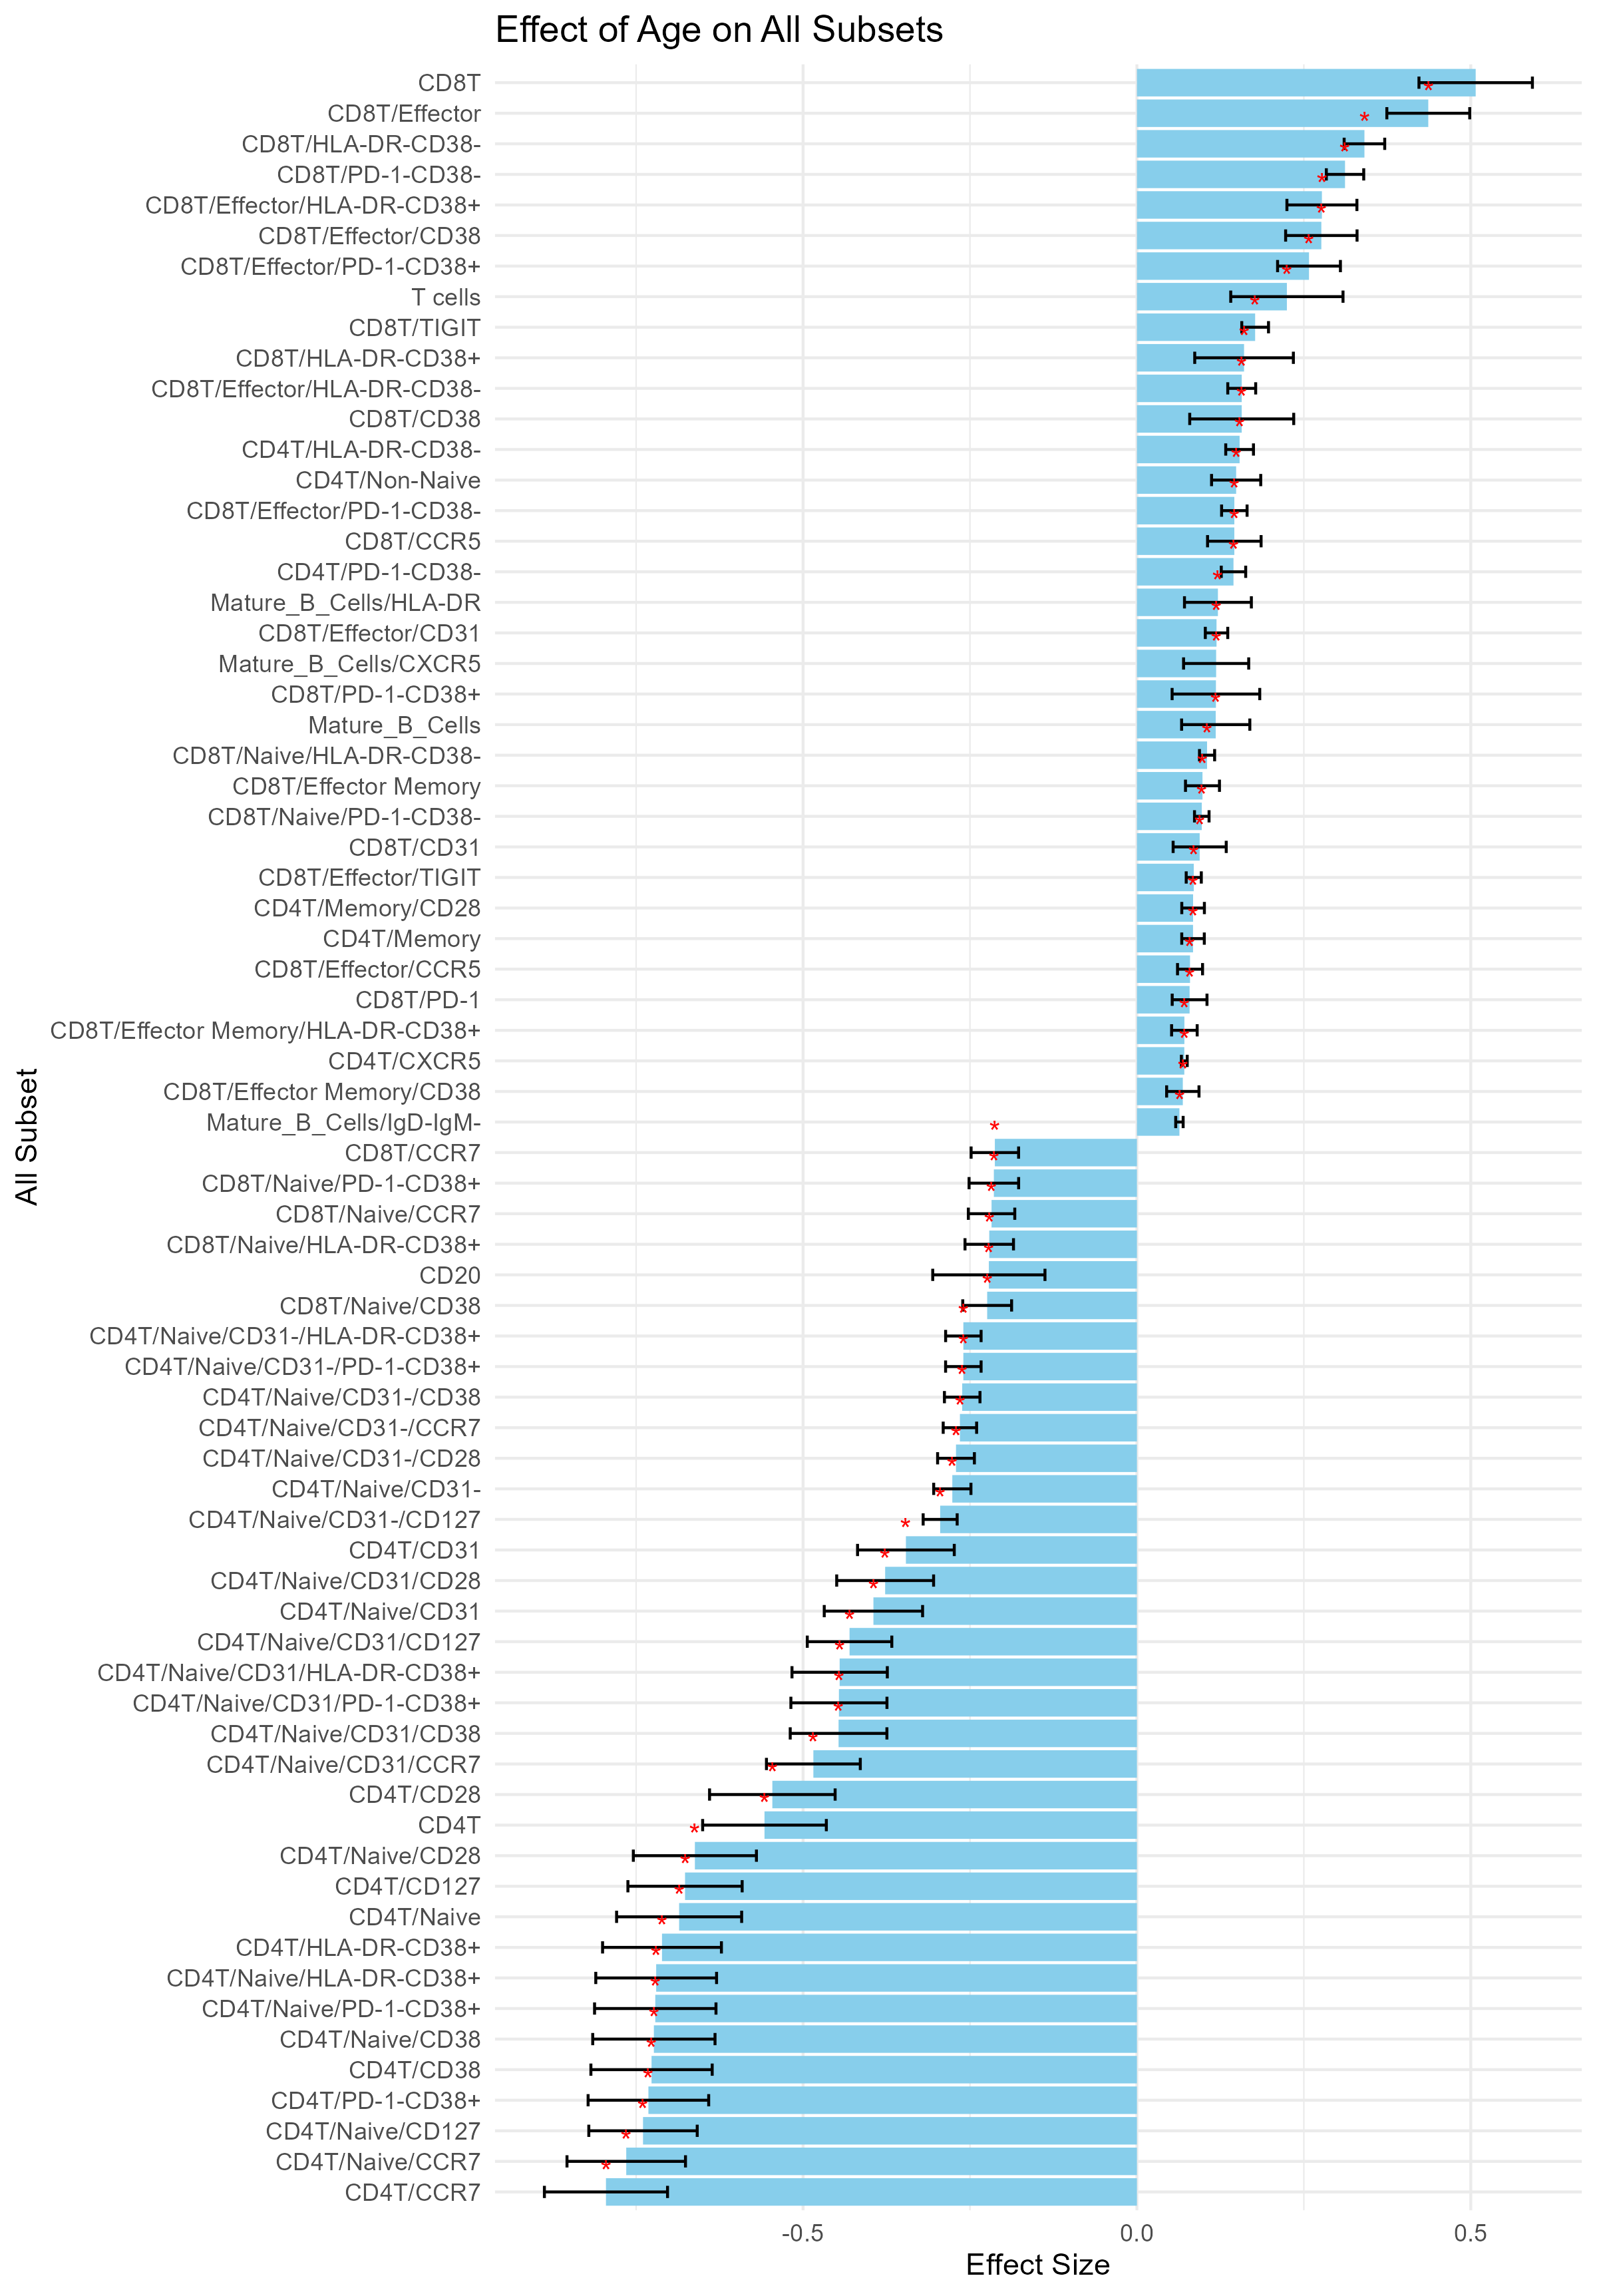 Effect of Age on All Subsets
CD8T
CD8T/Effector
CD8T/HLA-DR-CD38-
CD8T/PD-1-CD38-
CD8T/Effector/HLA-DR-CD38+
CD8T/Effector/CD38
CD8T/Effector/PD-1-CD38+
T cells
CD8T/TIGIT
CD8T/HLA-DR-CD38+
CD8T/Effector/HLA-DR-CD38-
CD8T/CD38
CD4T/HLA-DR-CD38-
CD4T/Non-Naive
CD8T/Effector/PD-1-CD38-
CD8T/CCR5
CD4T/PD-1-CD38-
Mature_B_Cells/HLA-DR
CD8T/Effector/CD31
Mature_B_Cells/CXCR5
CD8T/PD-1-CD38+
Mature_B_Cells
CD8T/Naive/HLA-DR-CD38-
CD8T/Effector Memory
CD8T/Naive/PD-1-CD38-
CD8T/CD31
CD8T/Effector/TIGIT
CD4T/Memory/CD28
CD4T/Memory
CD8T/Effector/CCR5
CD8T/PD-1
CD8T/Effector Memory/HLA-DR-CD38+
CD4T/CXCR5
CD8T/Effector Memory/CD38
Mature_B_Cells/IgD-IgM-
CD8T/CCR7
CD8T/Naive/PD-1-CD38+
CD8T/Naive/CCR7
CD8T/Naive/HLA-DR-CD38+
CD20
CD8T/Naive/CD38
CD4T/Naive/CD31-/HLA-DR-CD38+
CD4T/Naive/CD31-/PD-1-CD38+
CD4T/Naive/CD31-/CD38
CD4T/Naive/CD31-/CCR7
CD4T/Naive/CD31-/CD28
CD4T/Naive/CD31-
CD4T/Naive/CD31-/CD127
CD4T/CD31
CD4T/Naive/CD31/CD28
CD4T/Naive/CD31
CD4T/Naive/CD31/CD127
CD4T/Naive/CD31/HLA-DR-CD38+
CD4T/Naive/CD31/PD-1-CD38+
CD4T/Naive/CD31/CD38
CD4T/Naive/CD31/CCR7
CD4T/CD28
CD4T
CD4T/Naive/CD28
CD4T/CD127
CD4T/Naive
CD4T/HLA-DR-CD38+
CD4T/Naive/HLA-DR-CD38+
CD4T/Naive/PD-1-CD38+
CD4T/Naive/CD38
CD4T/CD38
CD4T/PD-1-CD38+
CD4T/Naive/CD127
CD4T/Naive/CCR7
CD4T/CCR7
All Subset
-0.5 0.0 0.5
Effect Size